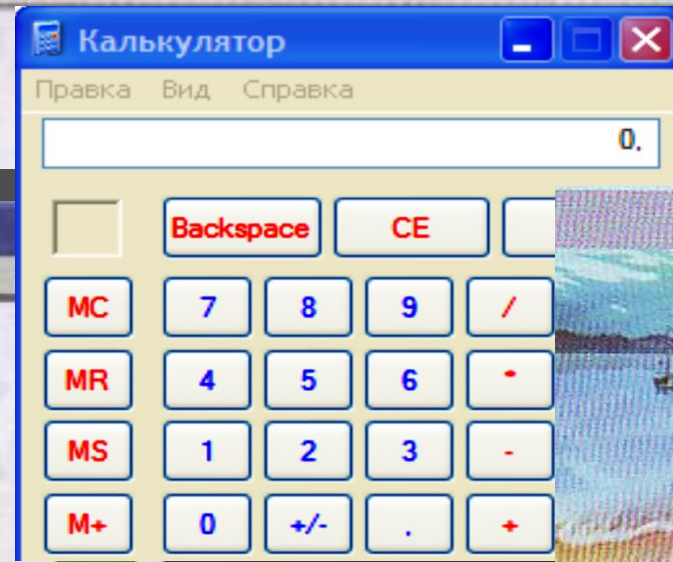 Калькулятор
Правка Вид Справка
0.
Backspace CE
MC 7 8 9 /
MR 4 5 6 *
MS 1 2 3 -
M+ 0 +/- . +